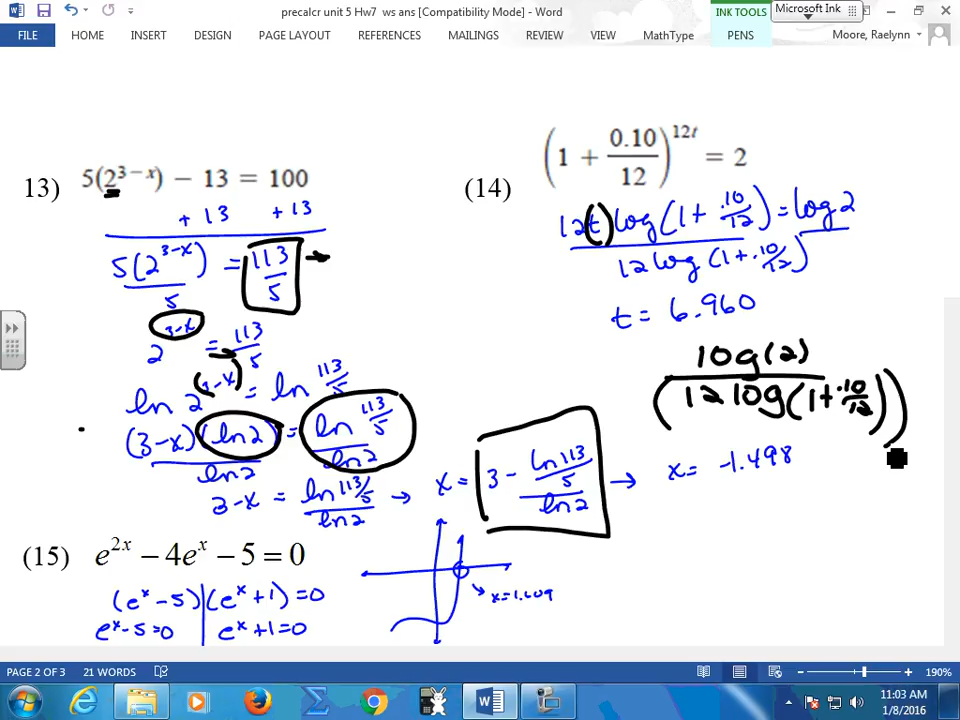 precalcr unit 5 Hw7 ws ans [Compatibility Mode] - Word
INK TOOLS
Microsoft Ink
FILE HOME INSERT DESIGN PAGE LAYOUT REFERENCES MAILINGS REVIEW VIEW MathType PENS Moore, Raelynn
13) 5(2^{3-x}) - 13 = 100
+13 +13
5(2^{3-x}) = 113/5
5
2^{3-x} = 113/5
ln 2^{(3-x)} = ln 113/5
(3-x)(ln2) = ln 113/5
ln2 ln2
3-x = ln 113/5 / ln2 → x = 3 - ln 113/5 / ln2 → x = -1.498
(14) (1 + 0.10/12)^{12t} = 2
12t log(1+ .10/12) = log 2
12 log(1+.10/12)
t = 6.960
log(2)
(12 log(1+.10/12))
(15) e^{2x} - 4e^x - 5 = 0
(e^x - 5)(e^x + 1) = 0
e^x - 5 = 0 e^x + 1 = 0
x = 1.609
PAGE 2 OF 3 21 WORDS 190%
11:03 AM
1/8/2016